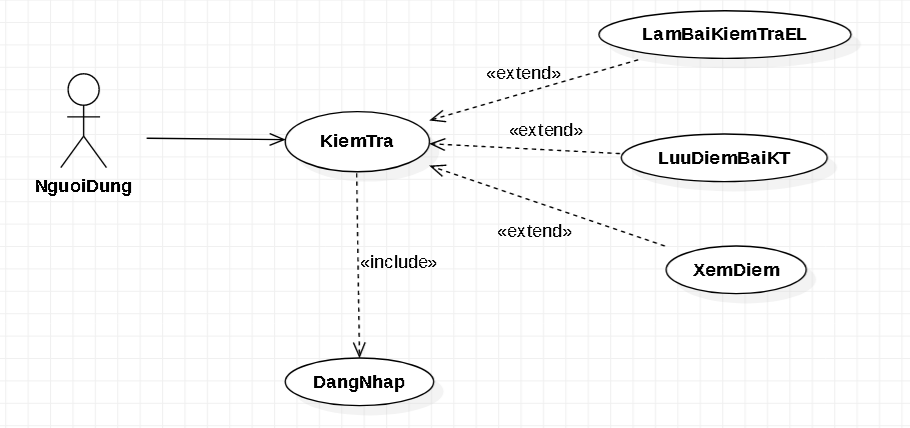 LamBaiKiemTraEL
«extend»
«extend»
KiemTra
LuuDiemBaiKT
NguoiDung
«extend»
«include»
XemDiem
DangNhap